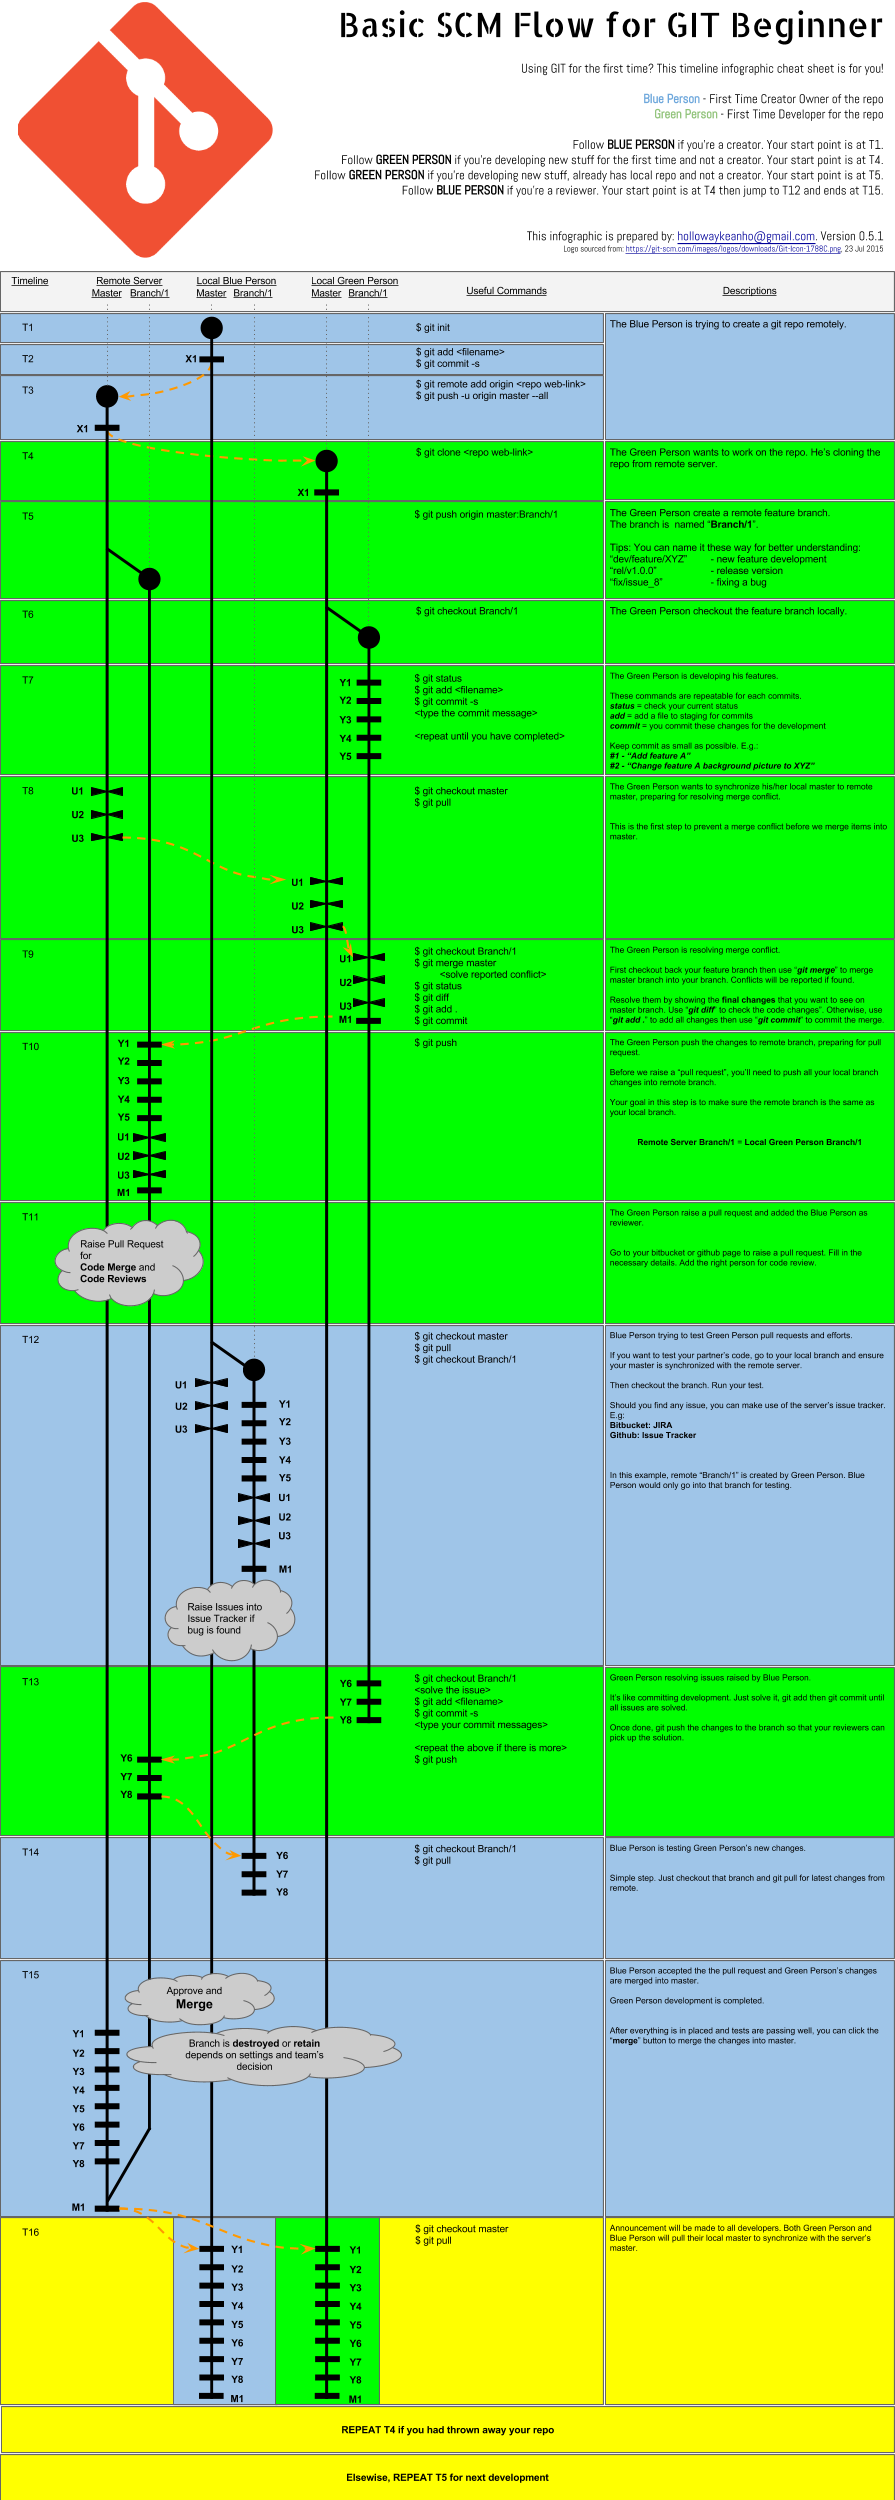 Basic SCM Flow for GIT Beginner
Using GIT for the first time? This timeline infographic cheat sheet is for you!
Blue Person - First Time Creator Owner of the repo
Green Person - First Time Developer for the repo
Follow BLUE PERSON if you're a creator. Your start point is at T1.
Follow GREEN PERSON if you're developing new stuff for the first time and not a creator. Your start point is at T4.
Follow GREEN PERSON if you're developing new stuff, already has local repo and not a creator. Your start point is at T5.
Follow BLUE PERSON if you're a reviewer. Your start point is at T4 then jump to T12 and ends at T15.
This infographic is prepared by: hollowaykeanho@gmail.com. Version 0.5.1
Logo sourced from: https://git-scm.com/images/logos/downloads/Git-Icon-1788C.png, 23 Jul 2015
Timeline
Remote Server
Master Branch/1
Local Blue Person
Master Branch/1
Local Green Person
Master Branch/1
Useful Commands
Descriptions
T1
$ git init
The Blue Person is trying to create a git repo remotely.
T2
X1
$ git add <filename>
$ git commit -s
T3
X1
$ git remote add origin <repo web-link>
$ git push -u origin master --all
T4
X1
$ git clone <repo web-link>
The Green Person wants to work on the repo. He's cloning the
repo from remote server.
T5
$ git push origin master:Branch/1
The Green Person create a remote feature branch.
The branch is named "Branch/1".
Tips: You can name it these way for better understanding:
"dev/feature/XYZ" - new feature development
"rel/v1.0.0" - release version
"fix/issue_8" - fixing a bug
T6
$ git checkout Branch/1
The Green Person checkout the feature branch locally.
T7
Y1
Y2
Y3
Y4
Y5
$ git status
$ git add <filename>
$ git commit -s
<type the commit message>
<repeat until you have completed>
The Green Person is developing his features.
These commands are repeatable for each commits.
status = check your current status
add = add a file to staging for commits
commit = you commit these changes for the development
Keep commit as small as possible. E.g.:
#1 - "Add feature A"
#2 - "Change feature A background picture to XYZ"
T8
U1
U2
U3
U1
U2
U3
$ git checkout master
$ git pull
The Green Person wants to synchronize his/her local master to remote
master, preparing for resolving merge conflict.
This is the first step to prevent a merge conflict before we merge items into
master.
T9
U1
U2
U3
M1
$ git checkout Branch/1
$ git merge master
<solve reported conflict>
$ git status
$ git diff
$ git add .
$ git commit
The Green Person is resolving merge conflict.
First checkout back your feature branch then use "git merge" to merge
master branch into your branch. Conflicts will be reported if found.
Resolve them by showing the final changes that you want to see on
master branch. Use "git diff" to check the code changes". Otherwise, use
"git add ." to add all changes then use "git commit" to commit the merge.
T10
Y1
Y2
Y3
Y4
Y5
U1
U2
U3
M1
$ git push
The Green Person push the changes to remote branch, preparing for pull
request.
Before we raise a "pull request", you'll need to push all your local branch
changes into remote branch.
Your goal in this step is to make sure the remote branch is the same as
your local branch.
Remote Server Branch/1 = Local Green Person Branch/1
T11
Raise Pull Request
for
Code Merge and
Code Reviews
The Green Person raise a pull request and added the Blue Person as
reviewer.
Go to your bitbucket or github page to raise a pull request. Fill in the
necessary details. Add the right person for code review.
T12
U1
U2
U3
Y1
Y2
Y3
Y4
Y5
U1
U2
U3
M1
Raise Issues into
Issue Tracker if
bug is found
$ git checkout master
$ git pull
$ git checkout Branch/1
Blue Person trying to test Green Person pull requests and efforts.
If you want to test your partner's code, go to your local branch and ensure
your master is synchronized with the remote server.
Then checkout the branch. Run your test.
Should you find any issue, you can make use of the server's issue tracker.
E.g:
Bitbucket: JIRA
Github: Issue Tracker
In this example, remote "Branch/1" is created by Green Person. Blue
Person would only go into that branch for testing.
T13
Y6
Y7
Y8
Y6
Y7
Y8
$ git checkout Branch/1
<solve the issue>
$ git add <filename>
$ git commit -s
<type your commit messages>
<repeat the above if there is more>
$ git push
Green Person resolving issues raised by Blue Person.
It's like committing development. Just solve it, git add then git commit until
all issues are solved.
Once done, git push the changes to the branch so that your reviewers can
pick up the solution.
T14
Y6
Y7
Y8
$ git checkout Branch/1
$ git pull
Blue Person is testing Green Person's new changes.
Simple step. Just checkout that branch and git pull for latest changes from
remote.
T15
Approve and
Merge
Branch is destroyed or retain
depends on settings and team's
decision
Y1
Y2
Y3
Y4
Y5
Y6
Y7
Y8
M1
Blue Person accepted the the pull request and Green Person's changes
are merged into master.
Green Person development is completed.
After everything is in placed and tests are passing well, you can click the
"merge" button to merge the changes into master.
T16
Y1
Y2
Y3
Y4
Y5
Y6
Y7
Y8
M1
Y1
Y2
Y3
Y4
Y5
Y6
Y7
Y8
M1
$ git checkout master
$ git pull
Announcement will be made to all developers. Both Green Person and
Blue Person will pull their local master to synchronize with the server's
master.
REPEAT T4 if you had thrown away your repo
Elsewise, REPEAT T5 for next development